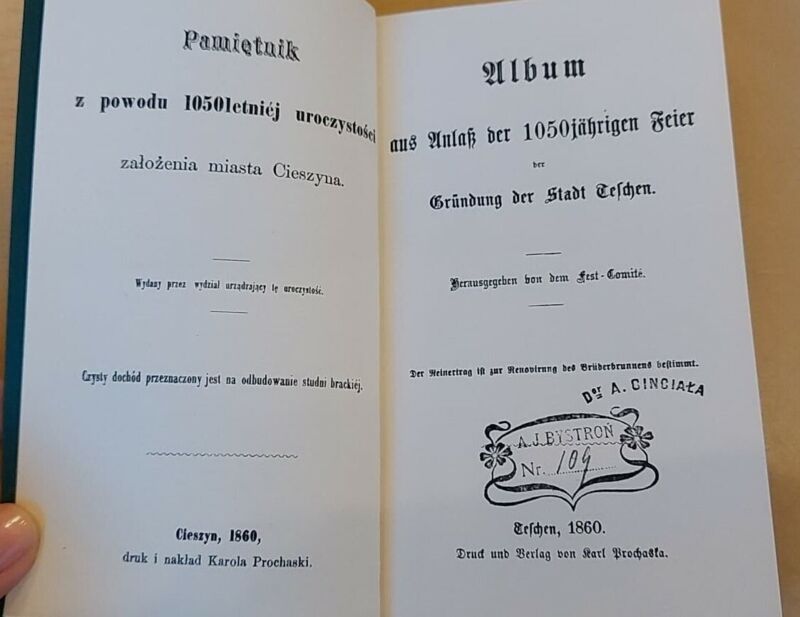 Pamiętnik
z powodu 1050letniéj uroczystości
założenia miasta Cieszyna.
Wydany przez wydział urządrający tę uroczystość.
Czysty dochód przeznaczony jest na odbudowanie studni brackiéj.
Cieszyn, 1860,
druk i nakład Karola Prochaski.
Album
aus Anlaß der 1050jährigen Feier
der
Gründung der Stadt Teſchen.
Herausgegeben von dem Feſt-Comité.
Der Reinertrag iſt zur Renovirung des Brüderbrunnens beſtimmt.
Dor A. CINCIAŁA
A.J.BYSTROŃ
Nr. 109
Teſchen, 1860.
Druck und Verlag von Karl Prochaska.